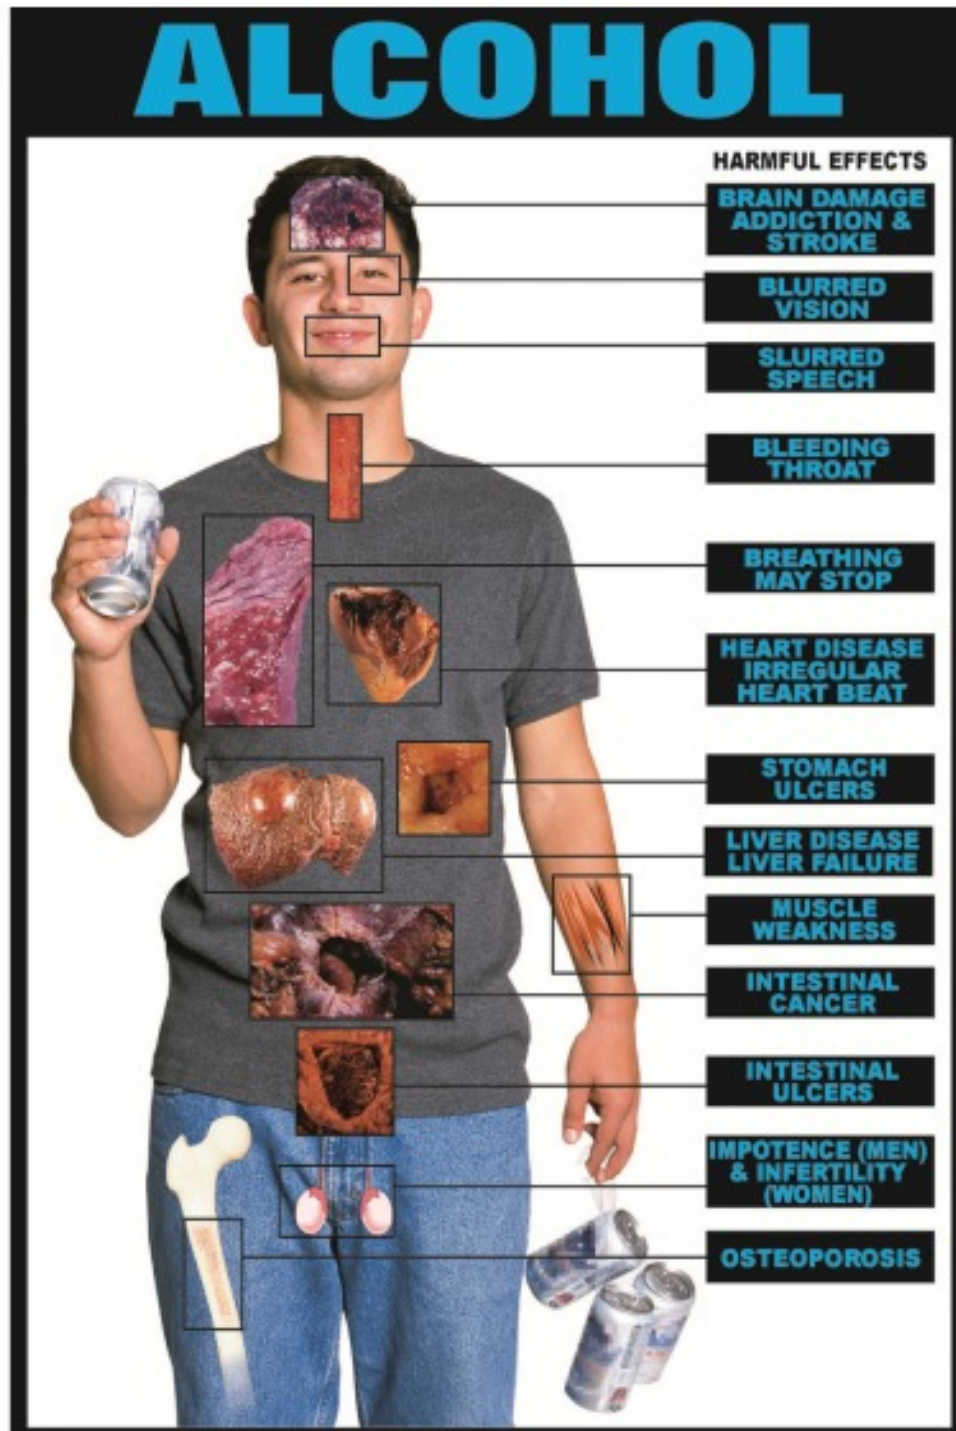 ALCOHOL
HARMFUL EFFECTS
BRAIN DAMAGE
ADDICTION &
STROKE
BLURRED
VISION
SLURRED
SPEECH
BLEEDING
THROAT
BREATHING
MAY STOP
HEART DISEASE
IRREGULAR
HEART BEAT
STOMACH
ULCERS
LIVER DISEASE
LIVER FAILURE
MUSCLE
WEAKNESS
INTESTINAL
CANCER
INTESTINAL
ULCERS
IMPOTENCE (MEN)
& INFERTILITY
(WOMEN)
OSTEOPOROSIS